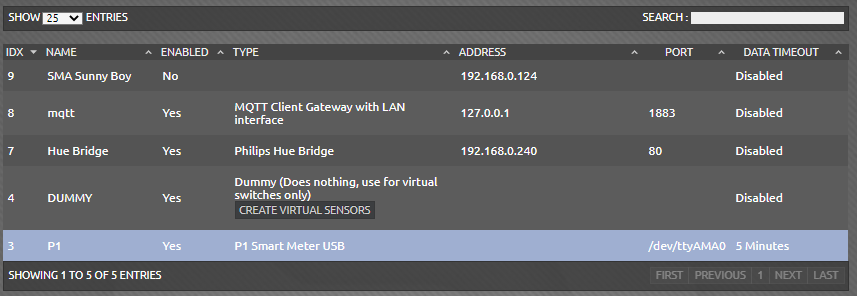 SHOW 25 ENTRIES SEARCH :
IDX NAME ENABLED TYPE ADDRESS PORT DATA TIMEOUT
9 SMA Sunny Boy No 192.168.0.124 Disabled
8 mqtt Yes MQTT Client Gateway with LAN interface 127.0.0.1 1883 Disabled
7 Hue Bridge Yes Philips Hue Bridge 192.168.0.240 80 Disabled
4 DUMMY Yes Dummy (Does nothing, use for virtual switches only) Disabled
CREATE VIRTUAL SENSORS
3 P1 Yes P1 Smart Meter USB /dev/ttyAMA0 5 Minutes
SHOWING 1 TO 5 OF 5 ENTRIES FIRST PREVIOUS 1 NEXT LAST